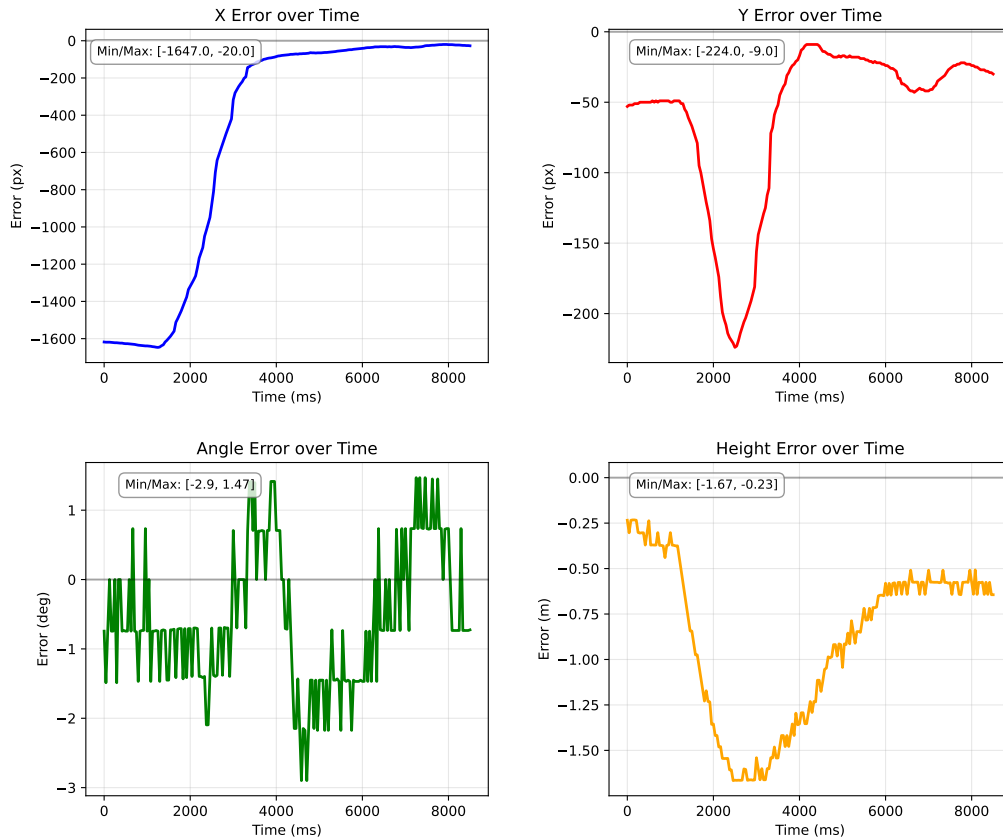 X Error over Time
Min/Max: [-1647.0, -20.0]
Error (px)
0
−200
−400
−600
−800
−1000
−1200
−1400
−1600
0
2000
4000
6000
8000
Time (ms)
Y Error over Time
Min/Max: [-224.0, -9.0]
Error (px)
0
−50
−100
−150
−200
0
2000
4000
6000
8000
Time (ms)
Angle Error over Time
Min/Max: [-2.9, 1.47]
Error (deg)
1
0
−1
−2
−3
0
2000
4000
6000
8000
Time (ms)
Height Error over Time
Min/Max: [-1.67, -0.23]
Error (m)
0.00
−0.25
−0.50
−0.75
−1.00
−1.25
−1.50
0
2000
4000
6000
8000
Time (ms)